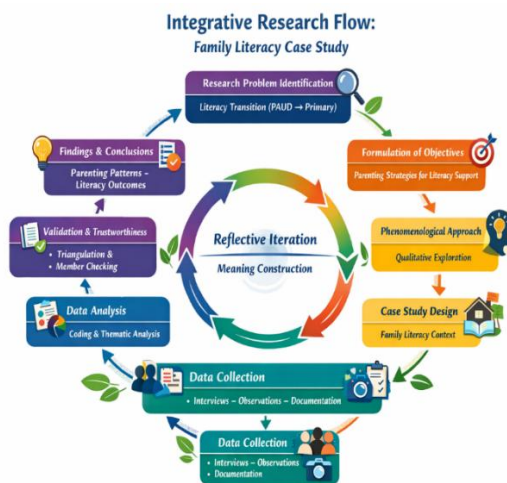 Integrative Research Flow:
Family Literacy Case Study
Research Problem Identification
Literacy Transition (PAUD → Primary)
Formulation of Objectives
Parenting Strategies for Literacy Support
Phenomenological Approach
Qualitative Exploration
Case Study Design
Family Literacy Context
Data Collection
• Interviews – Observations – Documentation
Data Collection
• Interviews – Observations
• Documentation
Data Analysis
Coding & Thematic Analysis
Validation & Trustworthiness
• Triangulation &
• Member Checking
Findings & Conclusions
Parenting Patterns –
Literacy Outcomes
Reflective Iteration
Meaning Construction